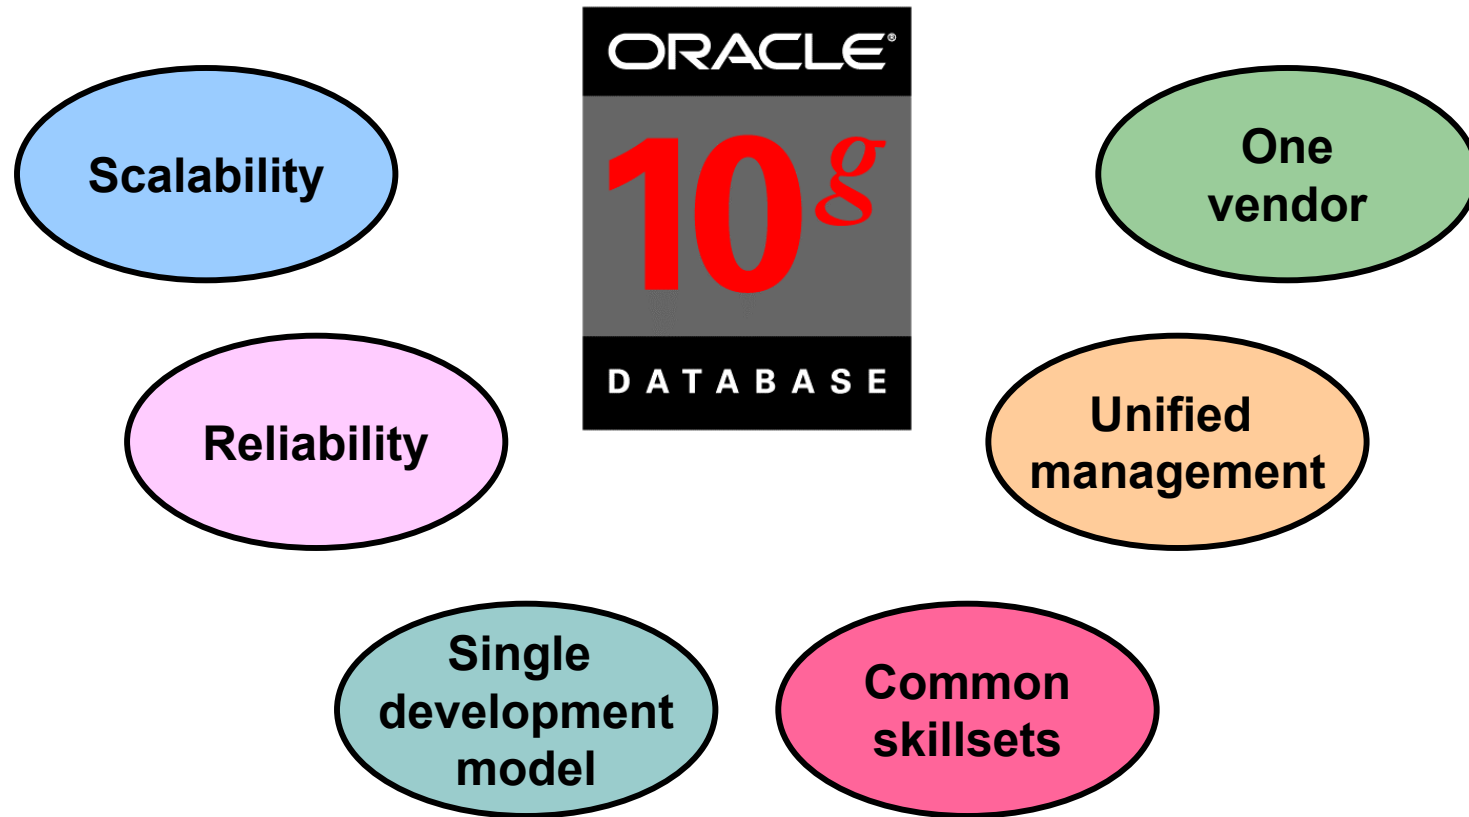 ORACLE®
10g
DATABASE
Scalability
One
vendor
Reliability
Unified
management
Single
development
model
Common
skillsets